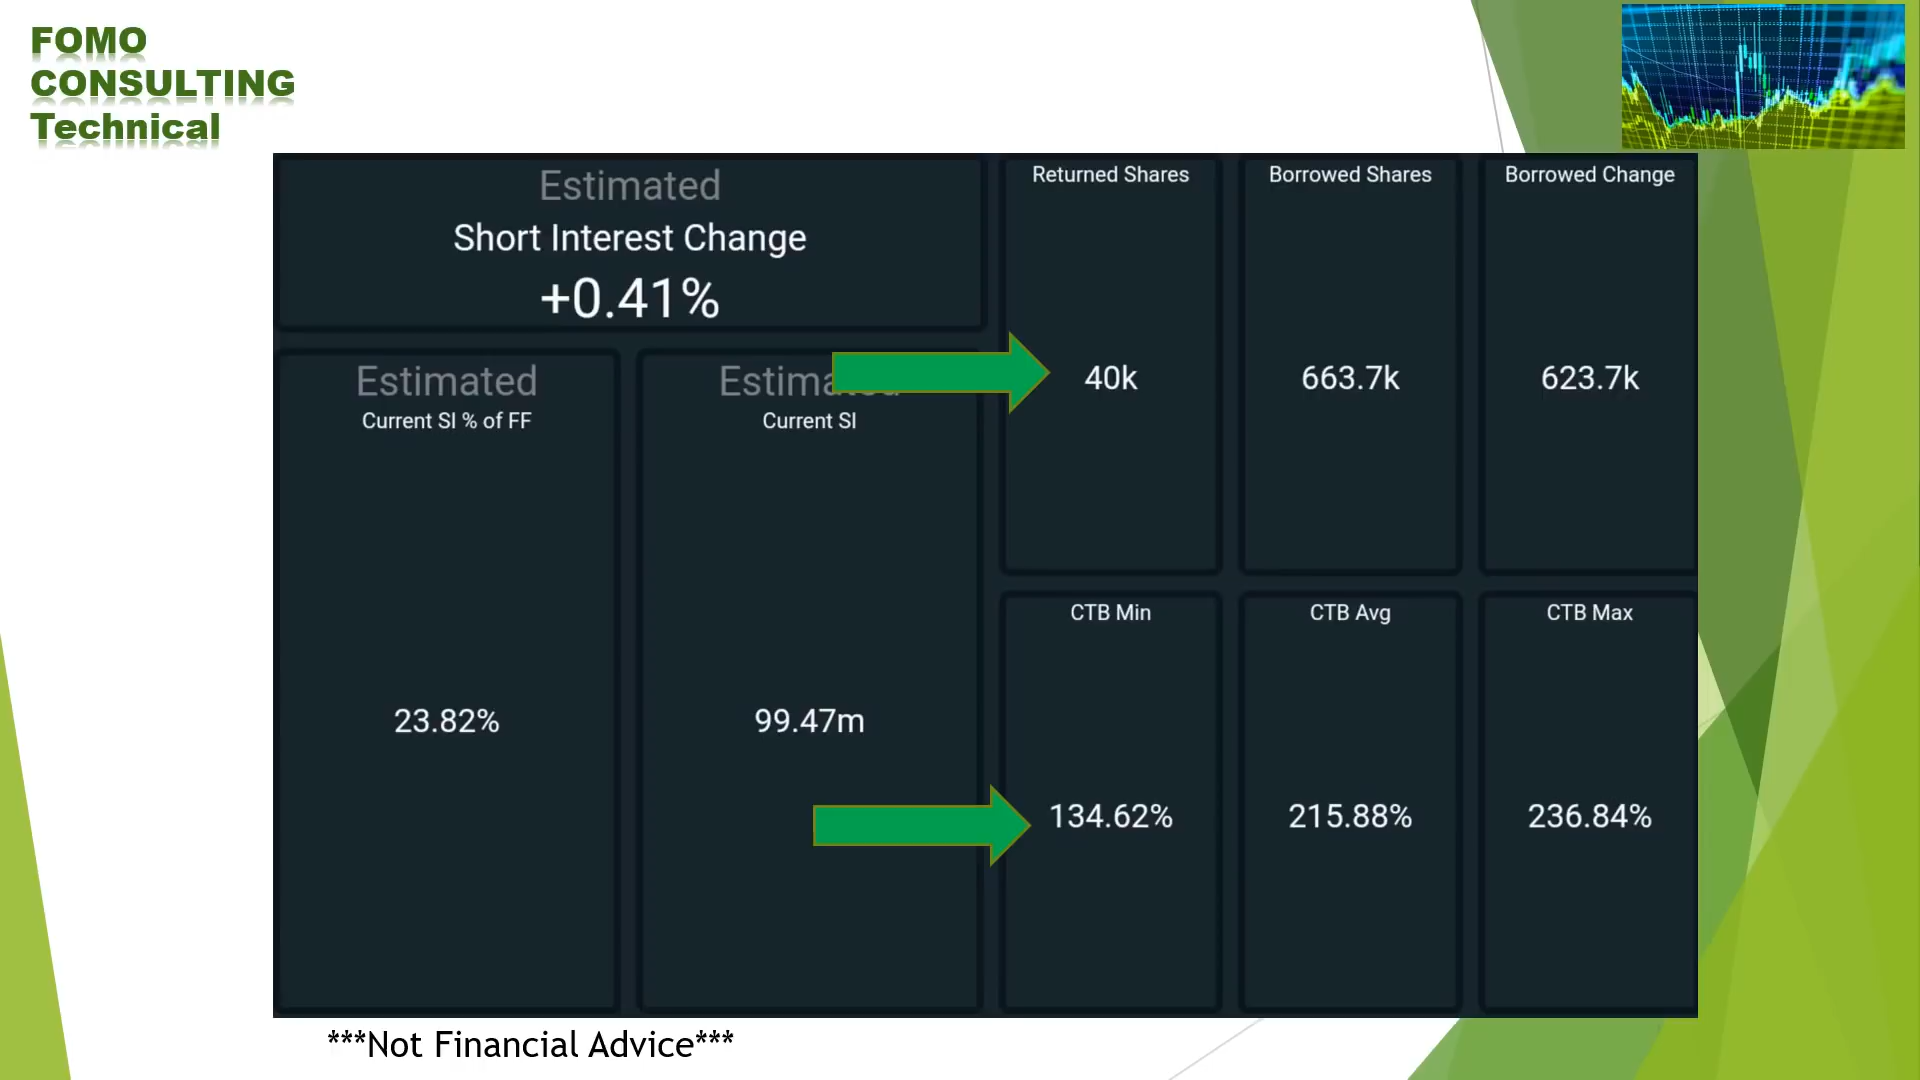 FOMO
CONSULTING
Technical
Estimated
Short Interest Change
+0.41%
Returned Shares
40k
Borrowed Shares
663.7k
Borrowed Change
623.7k
Estimated
Current SI % of FF
23.82%
Estimated
Current SI
99.47m
CTB Min
134.62%
CTB Avg
215.88%
CTB Max
236.84%
***Not Financial Advice***